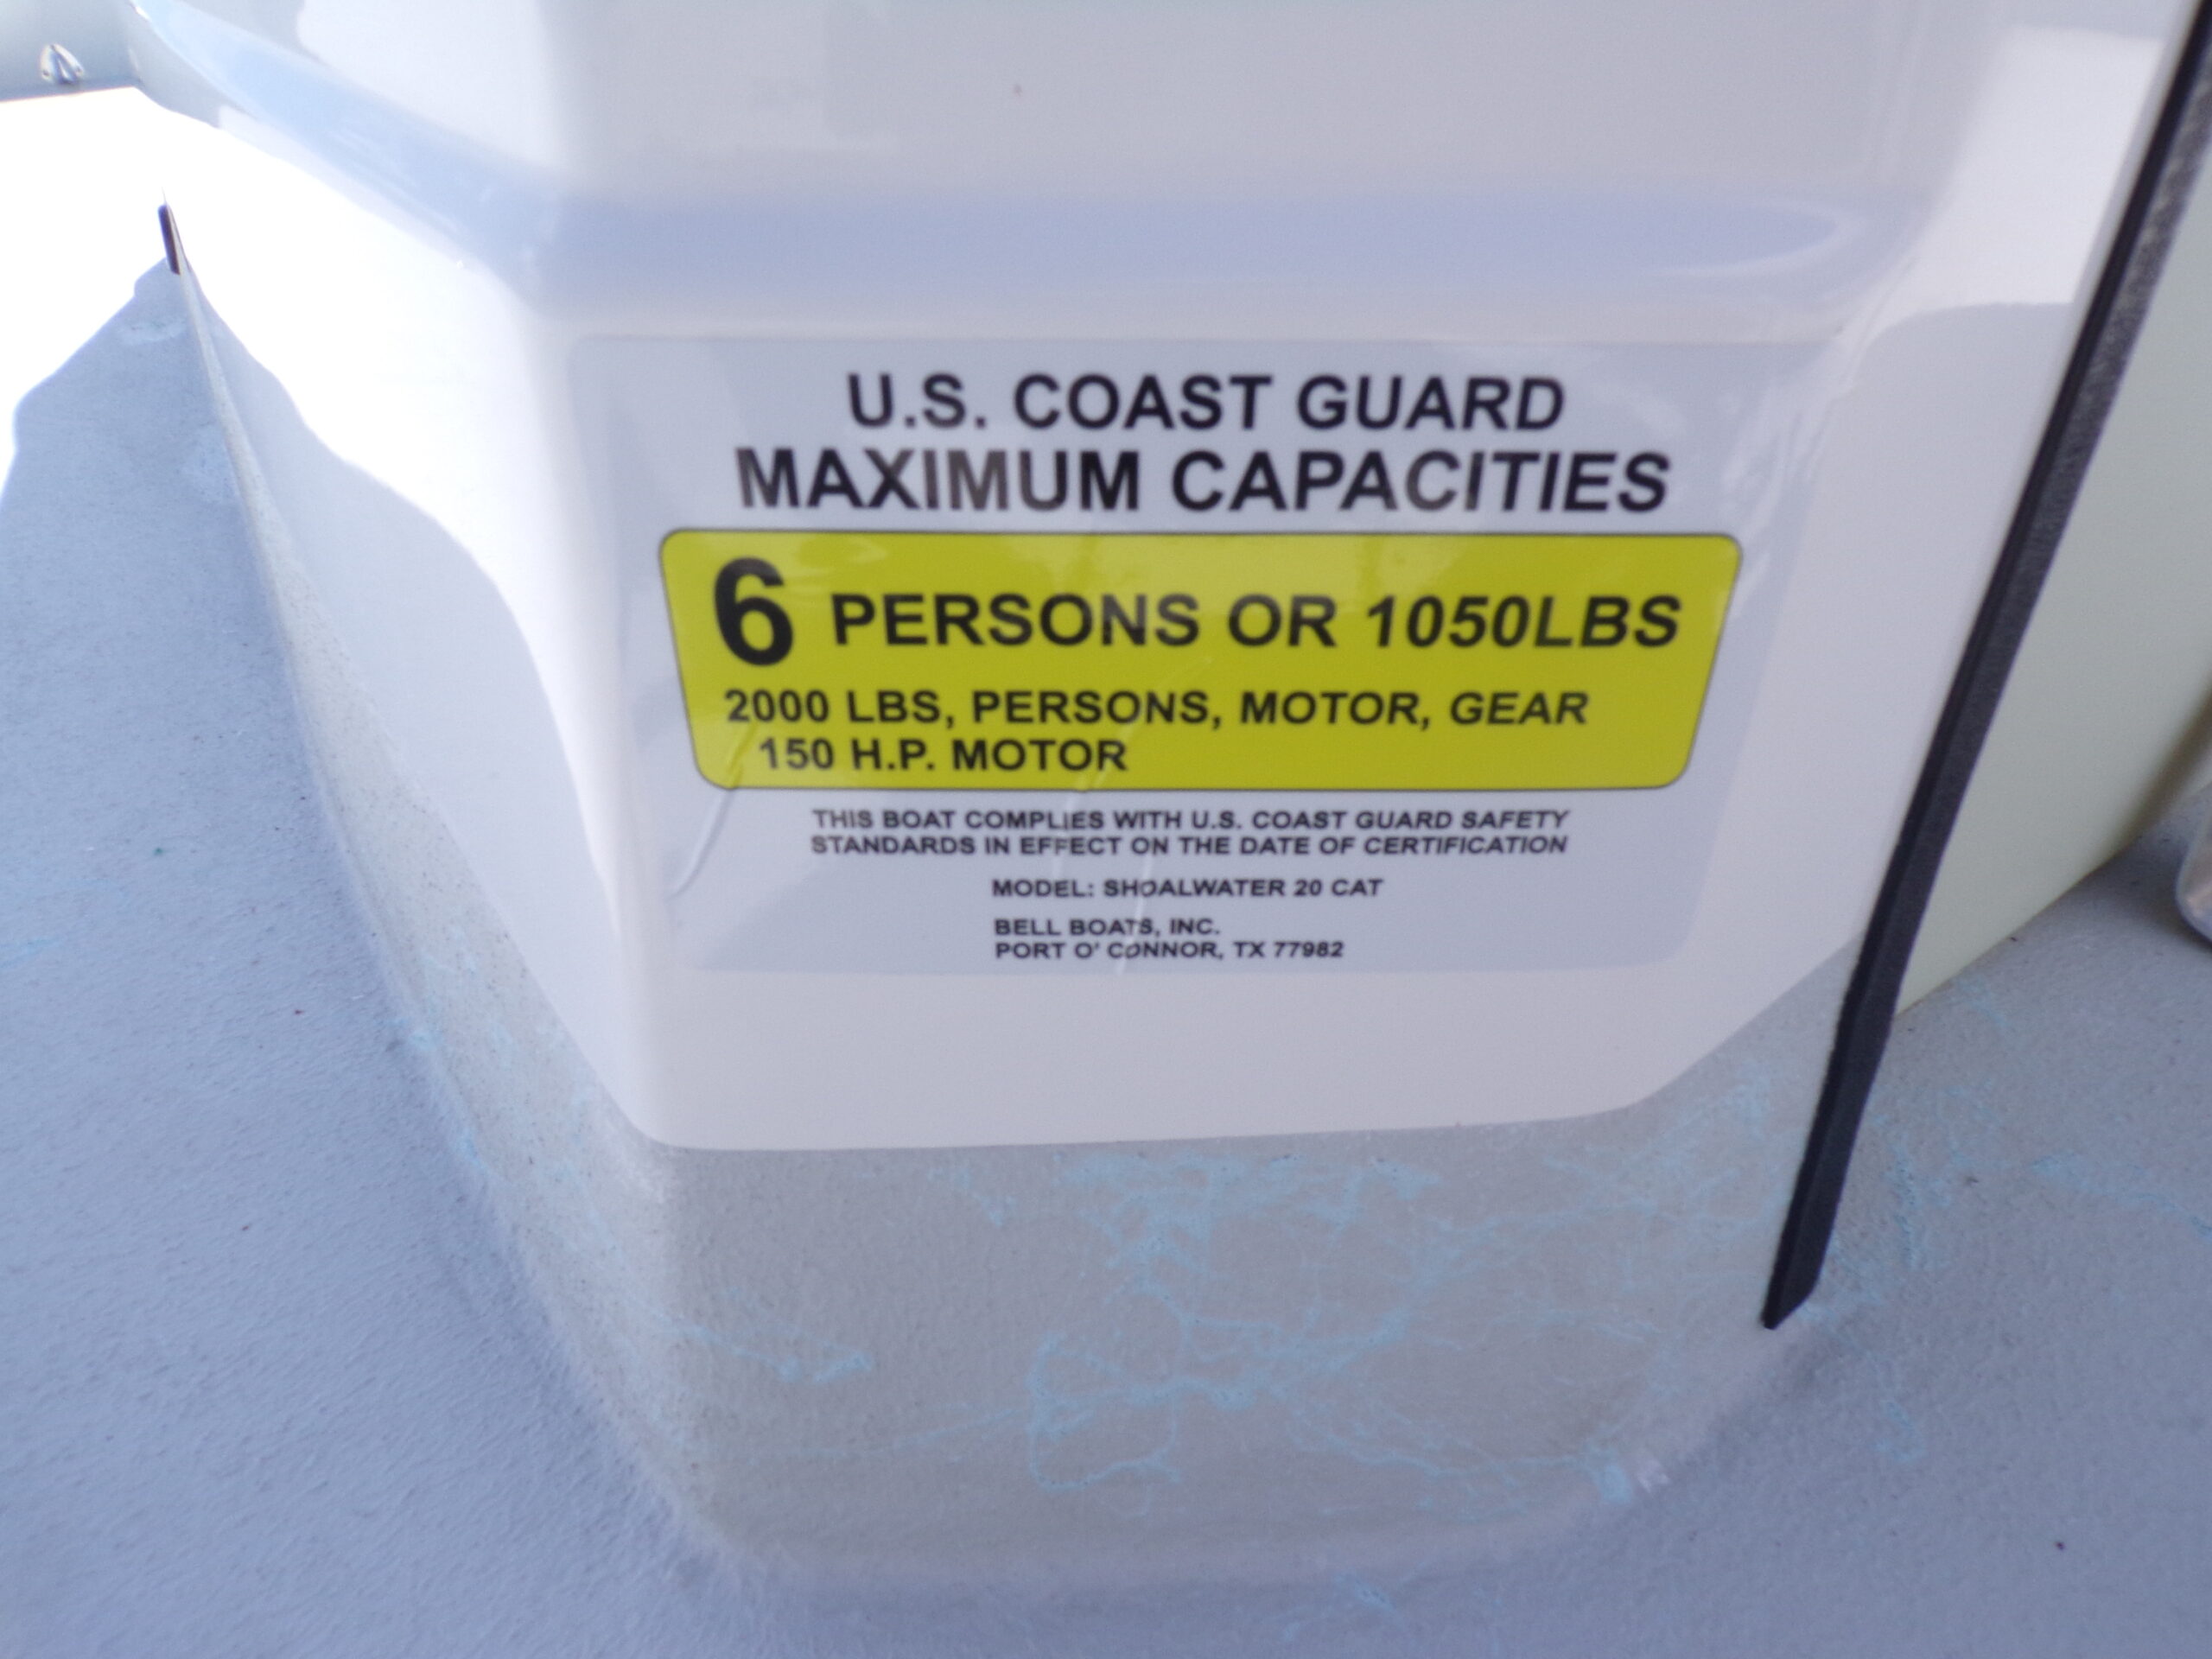 U.S. COAST GUARD
MAXIMUM CAPACITIES
6 PERSONS OR 1050LBS
2000 LBS, PERSONS, MOTOR, GEAR
150 H.P. MOTOR
THIS BOAT COMPLIES WITH U.S. COAST GUARD SAFETY
STANDARDS IN EFFECT ON THE DATE OF CERTIFICATION
MODEL: SHOALWATER 20 CAT
BELL BOATS, INC.
PORT O' CONNOR, TX 77982